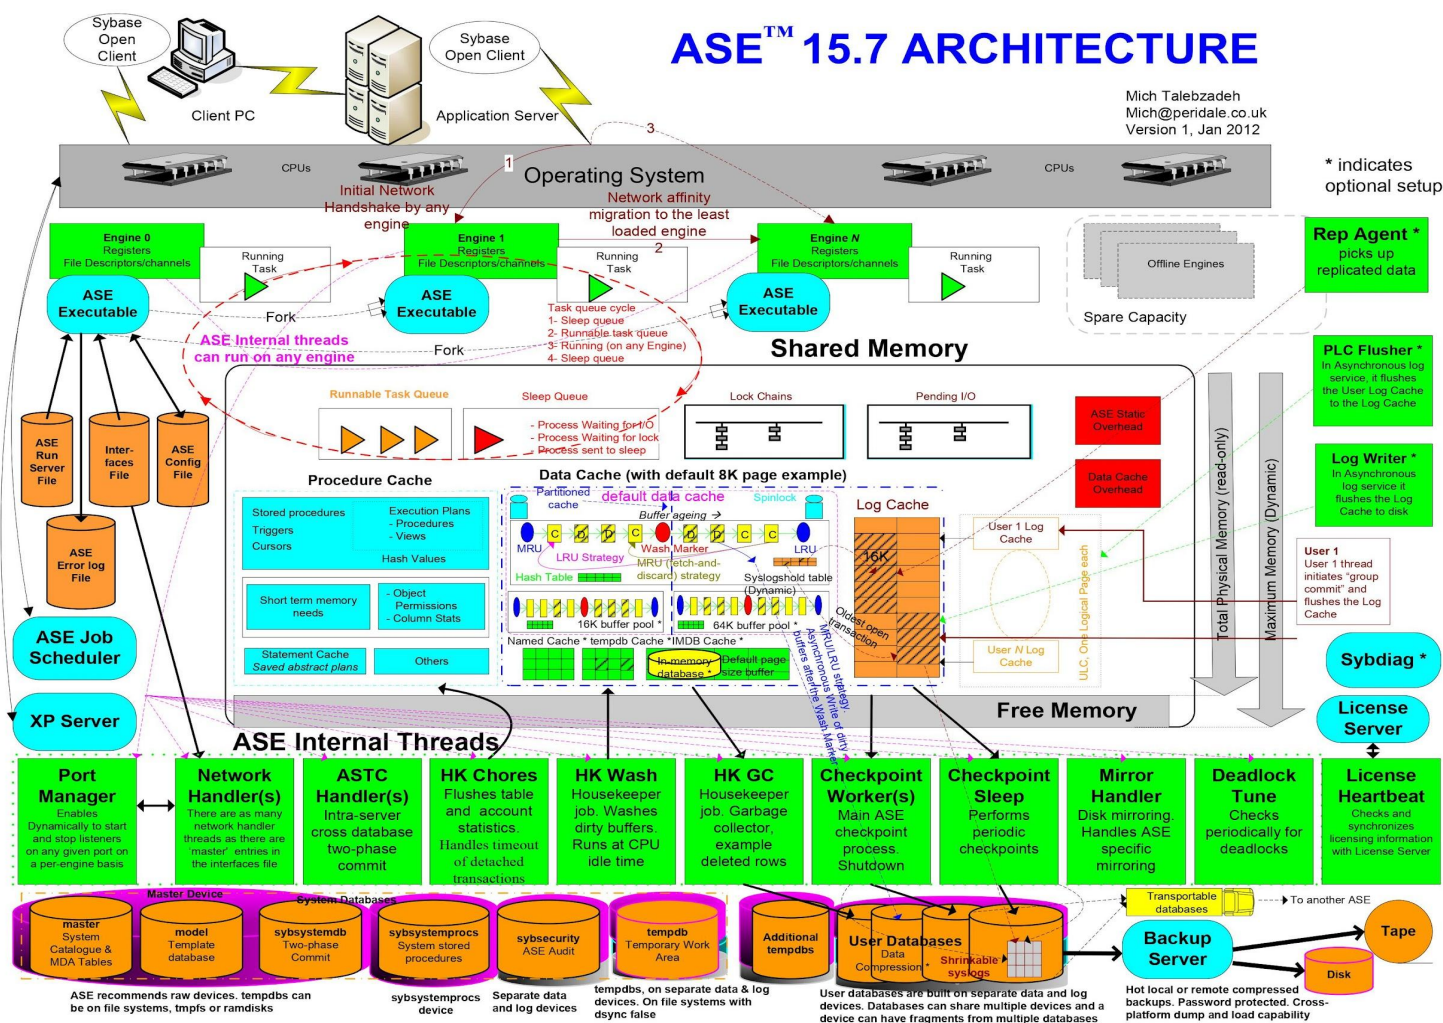 Sybase
Open
Client
Sybase
Open Client
ASE™ 15.7 ARCHITECTURE
Client PC
Application Server
Mich Talebzadeh
Mich@peridale.co.uk
Version 1, Jan 2012
* indicates
optional setup
CPUs
Operating System
CPUs
1
3
Initial Network
Handshake by any
engine
Network affinity
migration to the least
loaded engine
2
Engine 0
Registers
File Descriptors/channels
Running
Task
Engine 1
Registers
File Descriptors/channels
Running
Task
Engine N
Registers
File Descriptors/channels
Running
Task
Offline Engines
Spare Capacity
Rep Agent *
picks up
replicated data
ASE
Executable
ASE
Executable
ASE
Executable
Fork
Fork
ASE Internal threads
can run on any engine
Task queue cycle
1- Sleep queue
2- Runnable task queue
3- Running (on any Engine)
4- Sleep queue
Shared Memory
PLC Flusher *
In Asynchronous log
service, it flushes
the User Log Cache
to the Log Cache
Log Writer *
In Asynchronous
log service it
flushes the Log
Cache to disk
User 1
User 1 thread
initiates “group
commit” and
flushes the Log
Cache
Total Physical Memory (read-only)
Maximum Memory (Dynamic)
Runnable Task Queue
Sleep Queue
- Process Waiting for I/O
- Process Waiting for lock
- Process sent to sleep
Lock Chains
Pending I/O
ASE Static
Overhead
Data Cache
Overhead
ASE
Run
Server
File
Inter-
faces
File
ASE
Config
File
ASE
Error log
File
ASE Job
Scheduler
XP Server
Procedure Cache
Stored procedures
Triggers
Cursors
Execution Plans
- Procedures
- Views
Hash Values
Short term memory
needs
- Object
Permissions
- Column Stats
Statement Cache
Saved abstract plans
Others
Data Cache (with default 8K page example)
Partitioned
cache
default data cache
Spinlock
Buffer ageing →
C
D
D
C
D
D
C
C
MRU
LRU Strategy
Wash Marker
LRU
MRU (fetch-and-
discard) strategy
Hash Table
Syslogshold table
(Dynamic)
16K buffer pool *
64K buffer pool *
Named Cache * tempdb Cache *IMDB Cache *
In-memory
database *
Default page
size buffer
Log Cache
16K
Oldest open
transaction
MRU/LRU strategy.
Asynchronous Write of dirty
buffers after the Wash Marker
User 1 Log
Cache
User N Log
Cache
ULC, One Logical Page each
Free Memory
Sybdiag *
License
Server
ASE Internal Threads
Port
Manager
Enables
Dynamically to start
and stop listeners
on any given port on
a per-engine basis
Network
Handler(s)
There are as many
network handler
threads as there are
‘master’ entries in
the interfaces file
ASTC
Handler(s)
Intra-server
cross database
two-phase
commit
HK Chores
Flushes table
and account
statistics.
Handles timeout
of detached
transactions
HK Wash
Housekeeper
job. Washes
dirty buffers.
Runs at CPU
idle time
HK GC
Housekeeper
job. Garbage
collector,
example
deleted rows
Checkpoint
Worker(s)
Main ASE
checkpoint
process.
Shutdown
Checkpoint
Sleep
Performs
periodic
checkpoints
Mirror
Handler
Disk mirroring.
Handles ASE
specific
mirroring
Deadlock
Tune
Checks
periodically for
deadlocks
License
Heartbeat
Checks and
synchronizes
licensing information
with License Server
Master Device
System Databases
master
System
Catalogue &
MDA Tables
model
Template
database
sybsystemdb
Two-phase
Commit
sybsystemprocs
System stored
procedures
sybsecurity
ASE Audit
tempdb
Temporary Work
Area
Additional
tempdbs
User Databases
Data
Compression *
Shrinkable
syslogs
Transportable
databases
To another ASE
Backup
Server
Tape
Disk
ASE recommends raw devices. tempdbs can
be on file systems, tmpfs or ramdisks
sybsystemprocs
device
Separate data
and log devices
tempdbs, on separate data & log
devices. On file systems with
dsync false
User databases are built on separate data and log
devices. Databases can share multiple devices and a
device can have fragments from multiple databases
Hot local or remote compressed
backups. Password protected. Cross-
platform dump and load capability